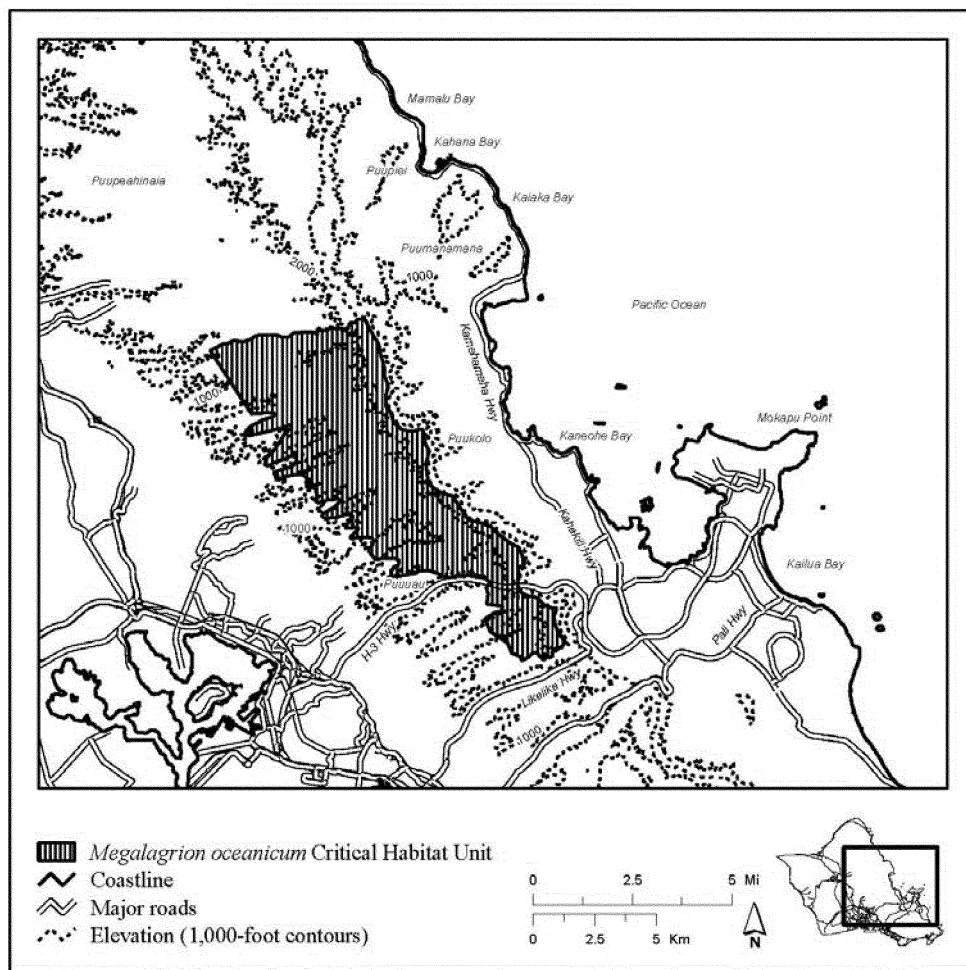 Mamalu Bay
Kahana Bay
Puupiei
Puupeahinaia
Kaiaka Bay
Puumanamana
2000
1000
Pacific Ocean
Kamehameha Hwy
1000
Mokapu Point
Puukolo
Kaneohe Bay
1000
Kahekili Hwy
Kailua Bay
Puuuau
H-3 Hwy
Pali Hwy
Likelike Hwy
1000
Megalagrion oceanicum Critical Habitat Unit
Coastline
Major roads
Elevation (1,000-foot contours)
0 2.5 5 Mi
0 2.5 5 Km
N